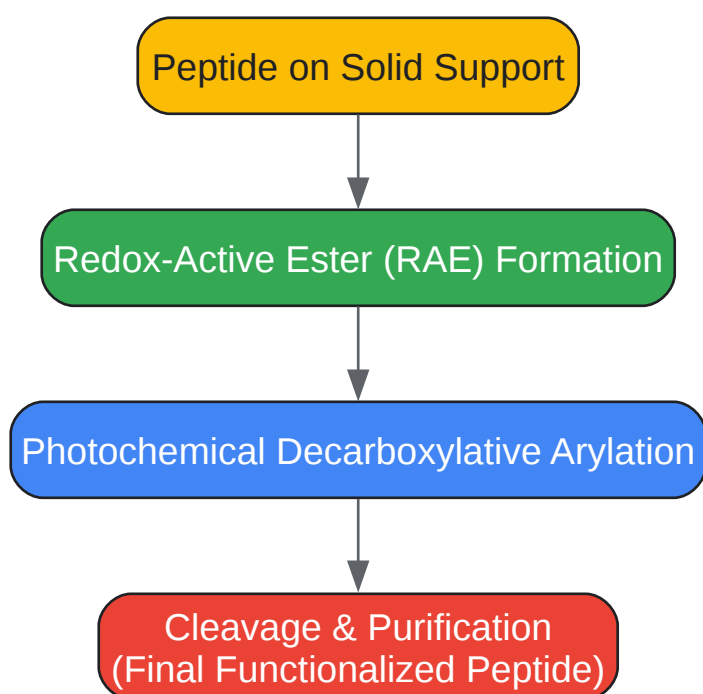 Peptide on Solid Support
Redox-Active Ester (RAE) Formation
Photochemical Decarboxylative Arylation
Cleavage & Purification
(Final Functionalized Peptide)